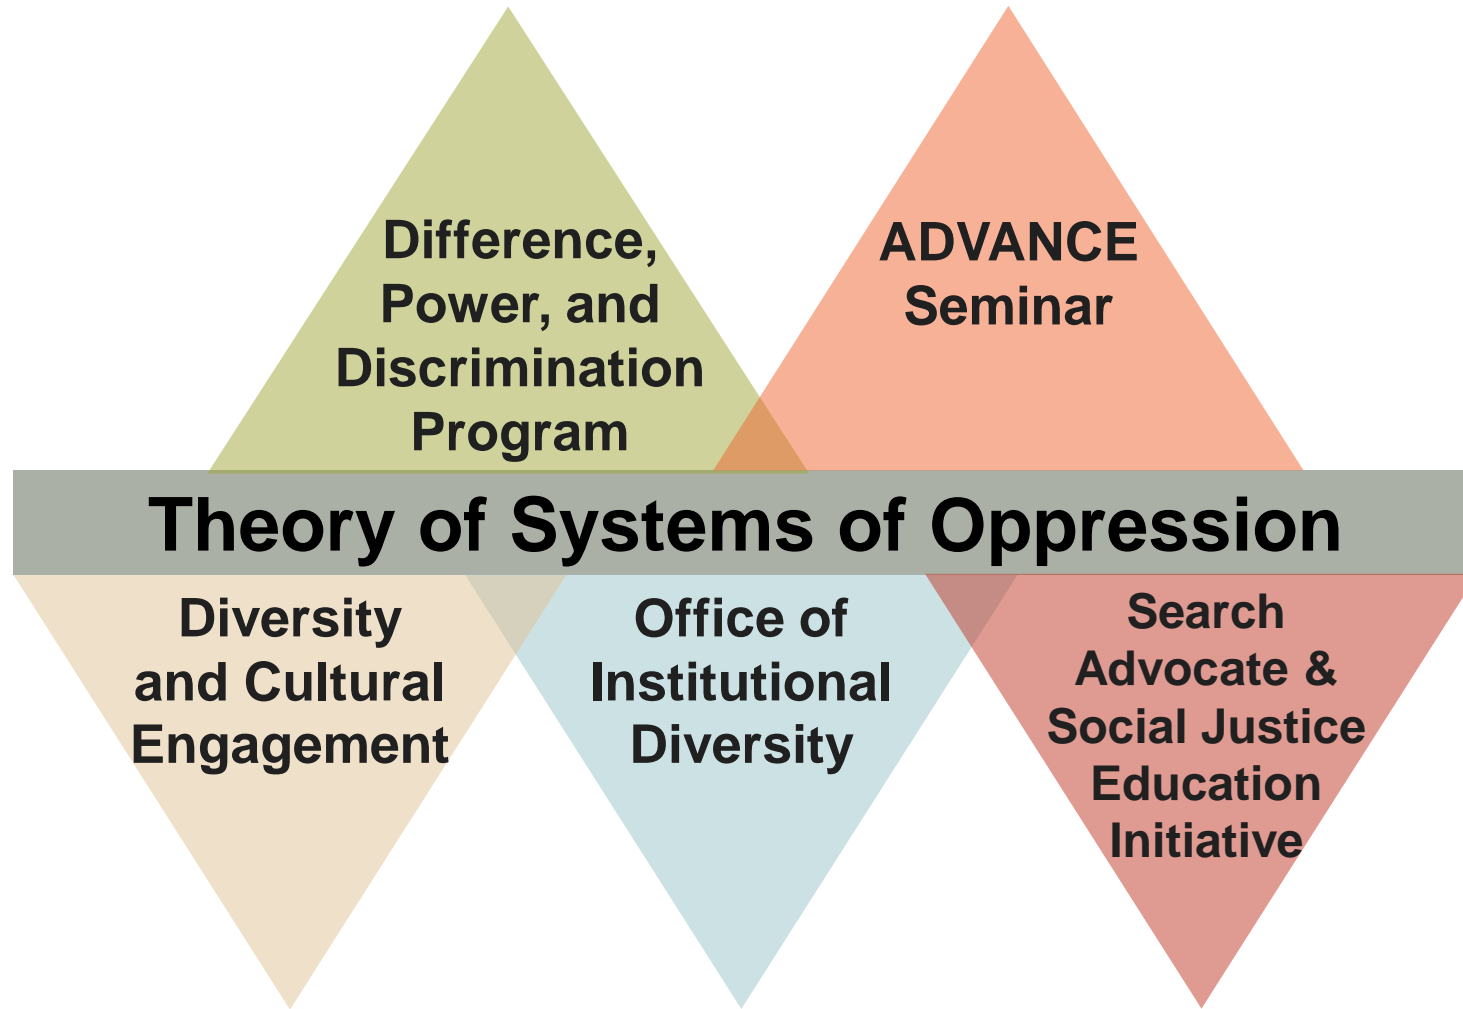 Difference,
Power, and
Discrimination
Program
ADVANCE
Seminar
Theory of Systems of Oppression
Diversity
and Cultural
Engagement
Office of
Institutional
Diversity
Search
Advocate &
Social Justice
Education
Initiative